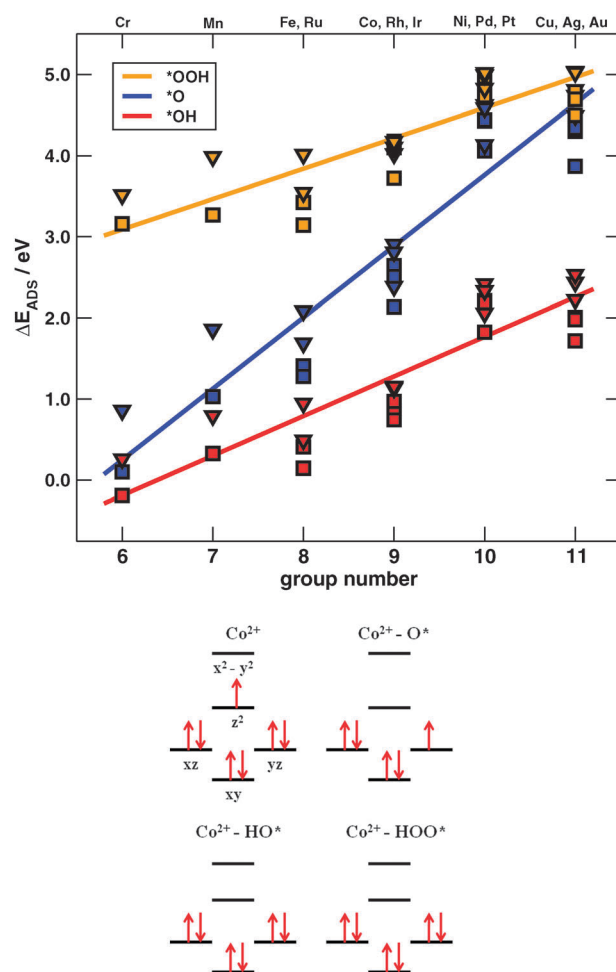 Cr Mn Fe, Ru Co, Rh, Ir Ni, Pd, Pt Cu, Ag, Au
*OOH
*O
*OH
5.0
4.0
3.0
2.0
1.0
0.0
ΔE_ADS / eV
6 7 8 9 10 11
group number
Co²⁺ Co²⁺- O*
x² - y²
z²
xz yz
xy
Co²⁺ - HO* Co²⁺ - HOO*